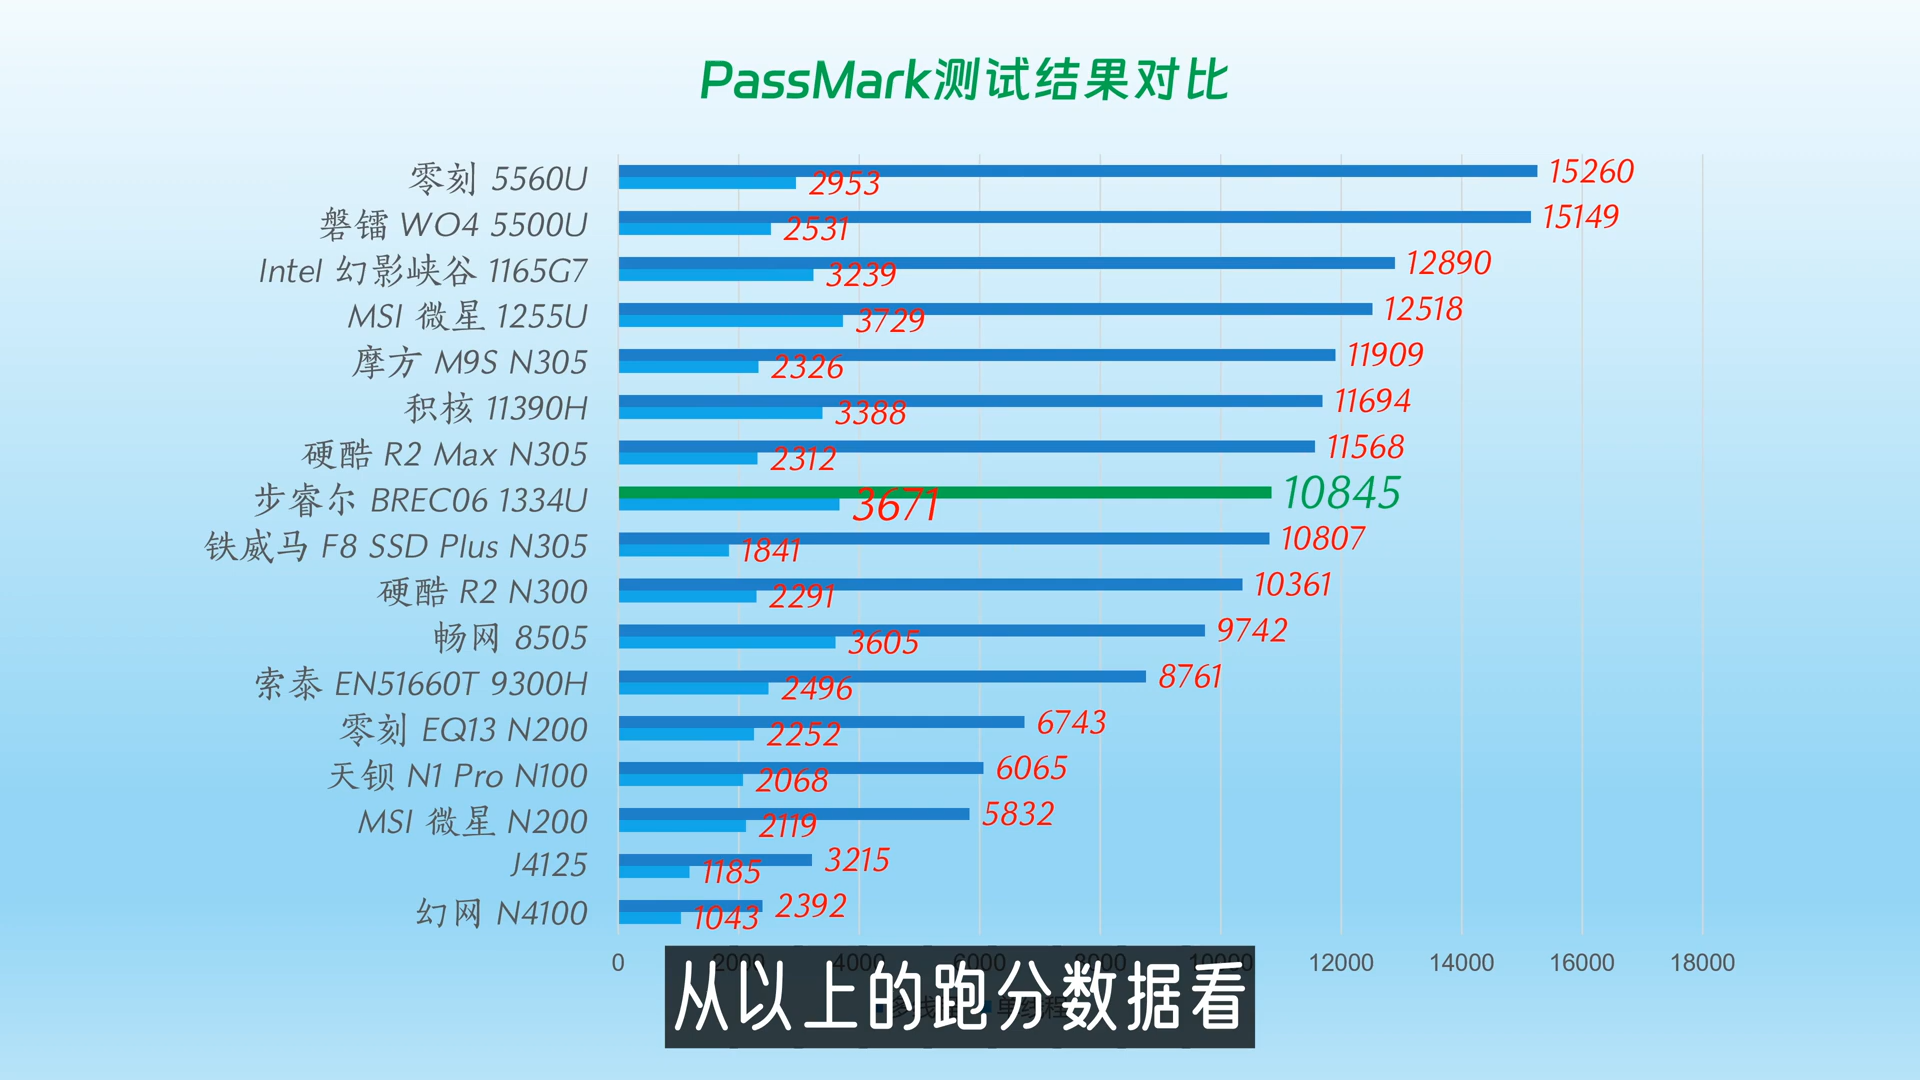 PassMark测试结果对比
零刻 5560U 15260 2953
磐镭 WO4 5500U 15149 2531
Intel 幻影峡谷 1165G7 12890 3239
MSI 微星 1255U 12518 3729
摩方 M9S N305 11909 2326
积核 11390H 11694 3388
硬酷 R2 Max N305 11568 2312
步睿尔 BREC06 1334U 10845 3671
铁威马 F8 SSD Plus N305 10807 1841
硬酷 R2 N300 10361 2291
畅网 8505 9742 3605
索泰 EN51660T 9300H 8761 2496
零刻 EQ13 N200 6743 2252
天钡 N1 Pro N100 6065 2068
MSI 微星 N200 5832 2119
J4125 3215 1185
幻网 N4100 2392 1043
0 2000 4000 6000 8000 10000 12000 14000 16000 18000
从以上的跑分数据看